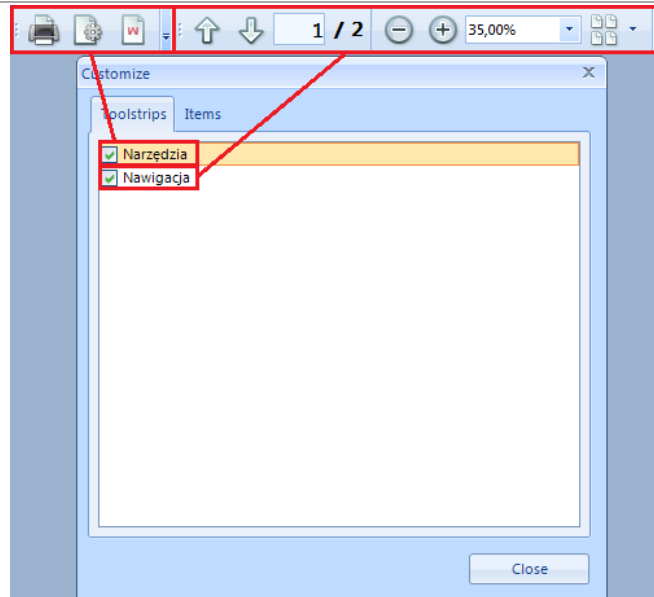 W 1 / 2 35,00%
Customize X
Toolstrips Items
Narzędzia
Nawigacja
Close